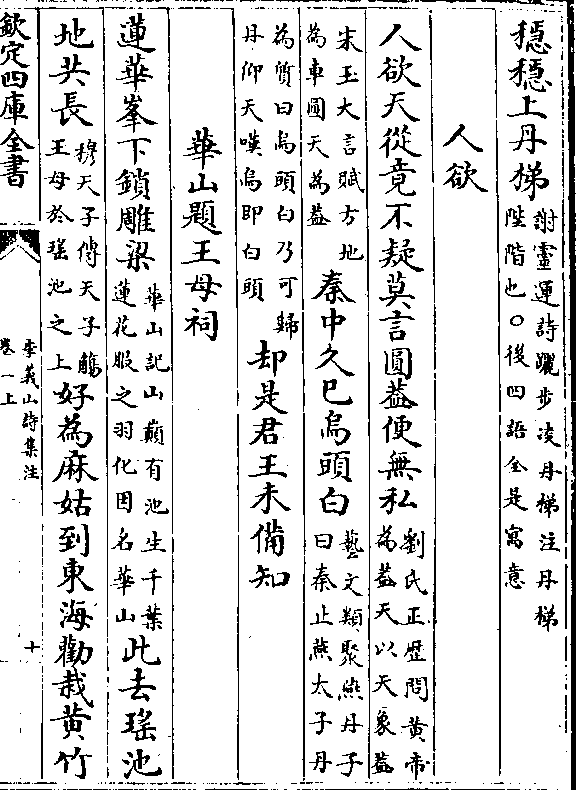 穩穩上丹梯謝靈運詩躧步凌丹梯注丹梯陛階也○後四語全是寓意
人欲
人欲天從竟不疑莫言圓葢便無私劉氏正歴問黃帝為葢天以天象葢
宋玉大言賦方地為車圓天為葢秦中久已烏頭白藝文類聚燕丹子曰秦止燕太子丹
為質曰烏頭白乃可歸丹仰天嘆烏即白頭却是君王未備知
華山題王母祠
蓮華峯下鎖雕梁華山記山巔有池生千葉蓮花服之羽化因名華山此去瑤池
地共長穆天子傳天子觴王母於瑤池之上好為麻姑到東海勸栽黃竹
欽定四庫全書
李義山詩集注
卷一上
十